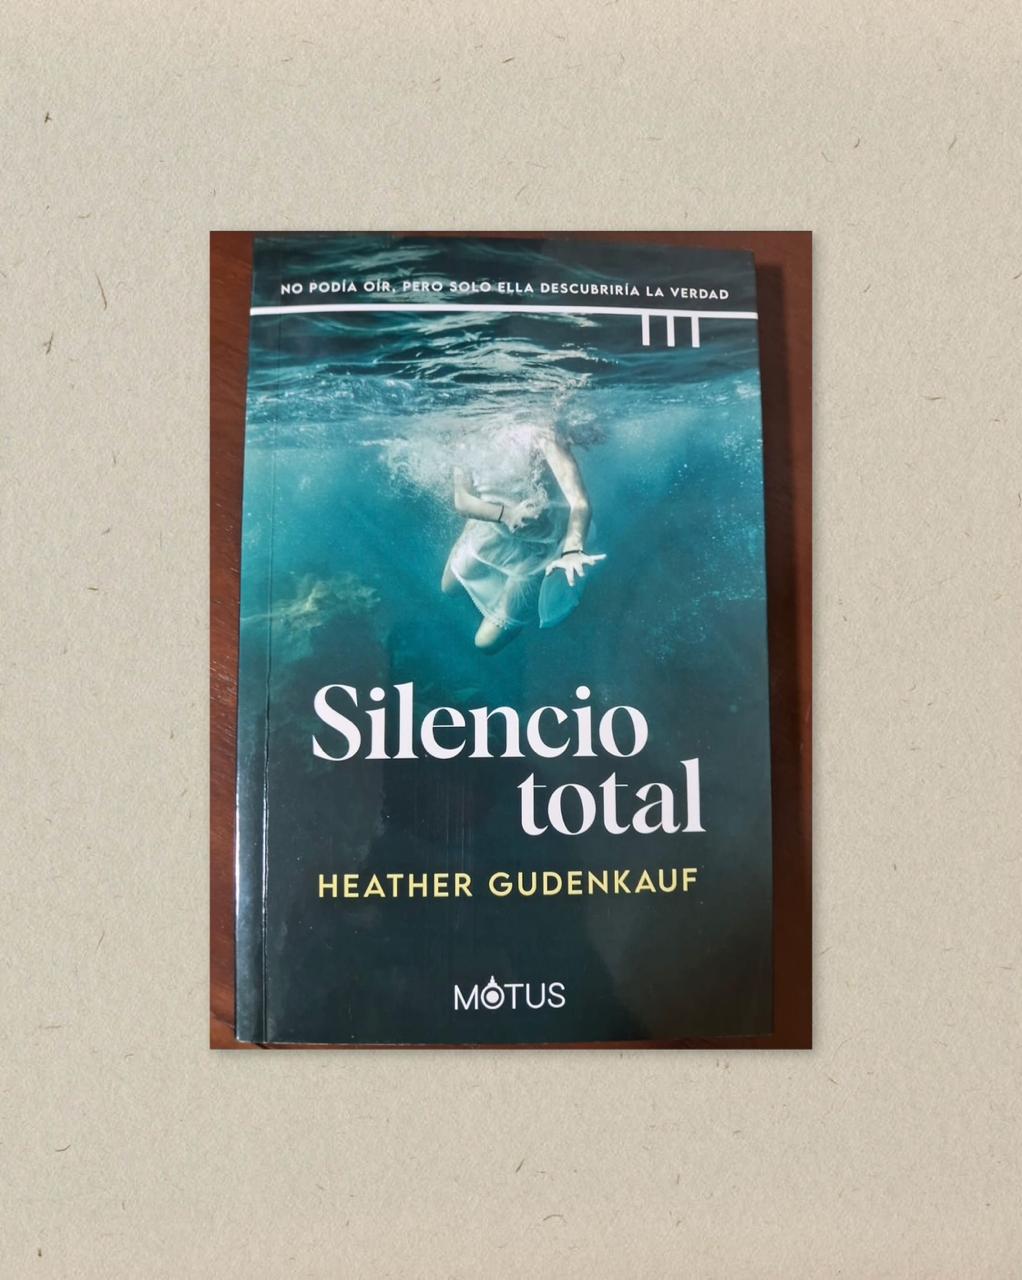 NO PODÍA OÍR, PERO SOLO ELLA DESCUBRIRÍA LA VERDAD
Silencio
total
HEATHER GUDENKAUF
MOTUS